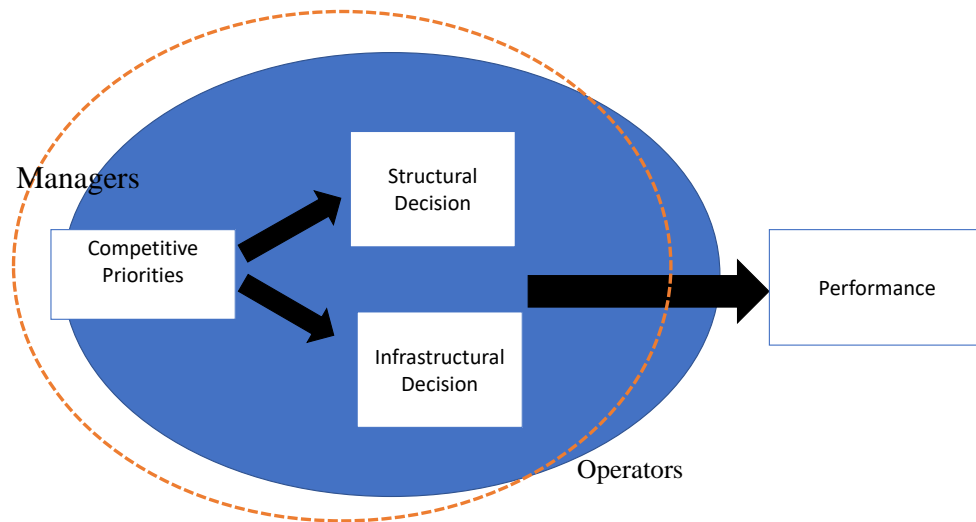 Managers
Structural
Decision
Competitive
Priorities
Performance
Infrastructural
Decision
Operators